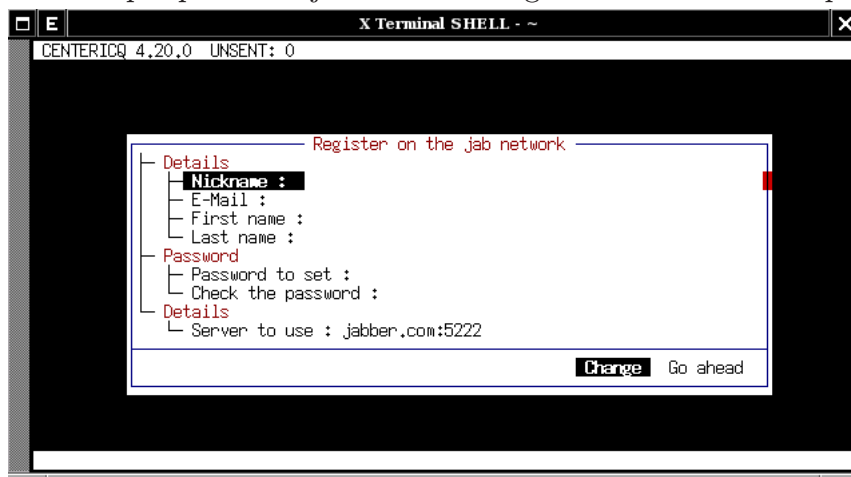 E X Terminal SHELL - ~ X
CENTERICQ 4.20.0 UNSENT: 0
Register on the jab network
Details
Nickname :
E-Mail :
First name :
Last name :
Password
Password to set :
Check the password :
Details
Server to use : jabber.com:5222
Change Go ahead